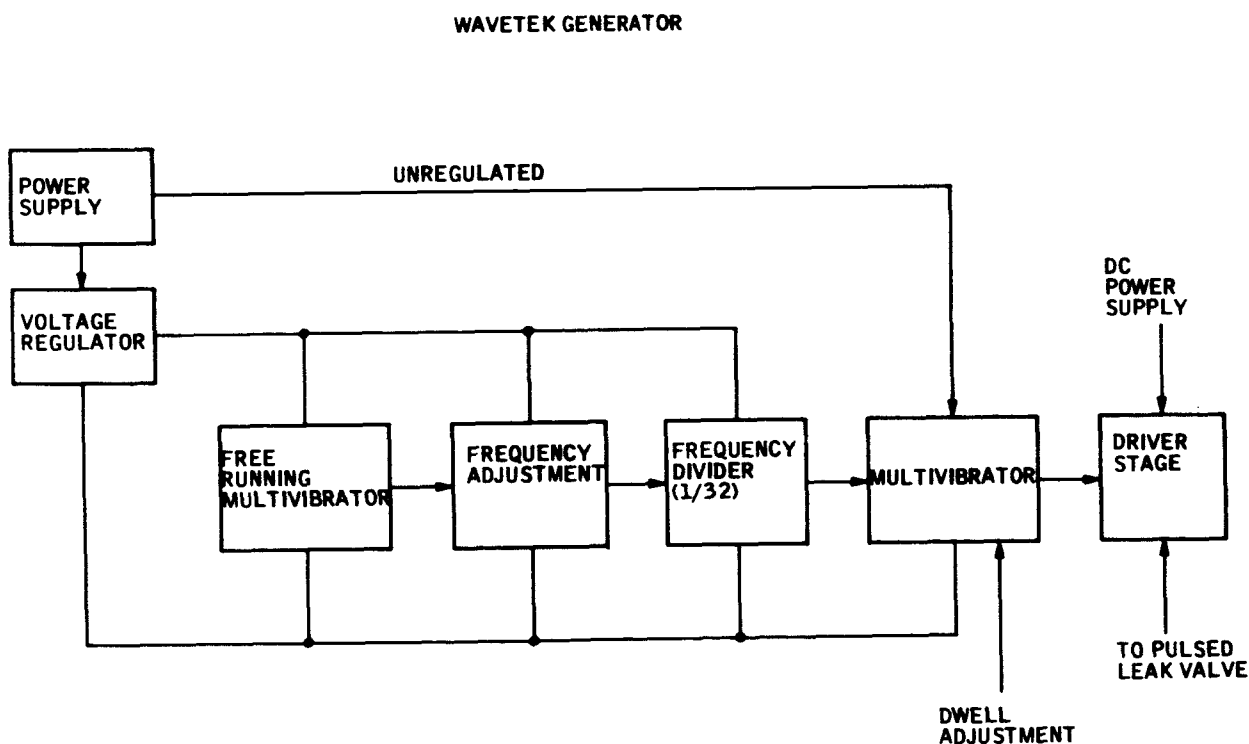 WAVETEK GENERATOR
POWER
SUPPLY
UNREGULATED
VOLTAGE
REGULATOR
DC
POWER
SUPPLY
FREE
RUNNING
MULTIVIBRATOR
FREQUENCY
ADJUSTMENT
FREQUENCY
DIVIDER
(1/32)
MULTIVIBRATOR
DRIVER
STAGE
TO PULSED
LEAK VALVE
DWELL
ADJUSTMENT